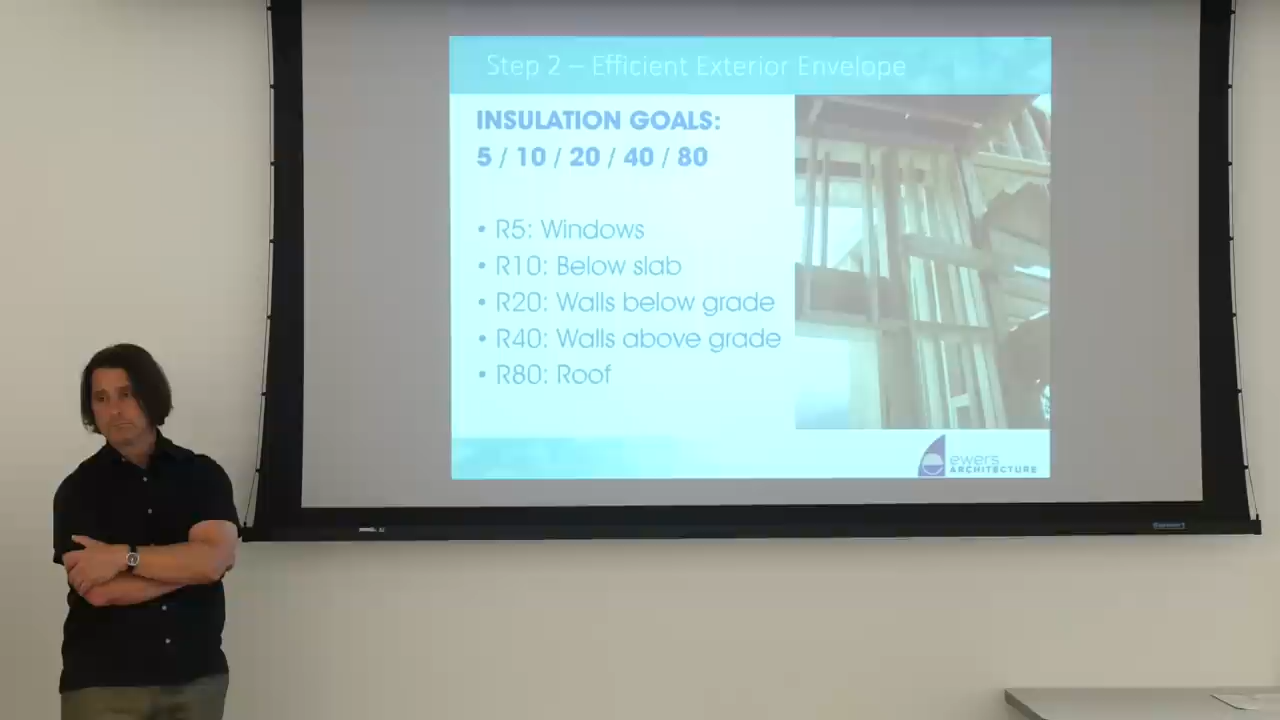 Step 2 – Efficient Exterior Envelope
INSULATION GOALS:
5 / 10 / 20 / 40 / 80
• R5: Windows
• R10: Below slab
• R20: Walls below grade
• R40: Walls above grade
• R80: Roof
ewers
ARCHITECTURE